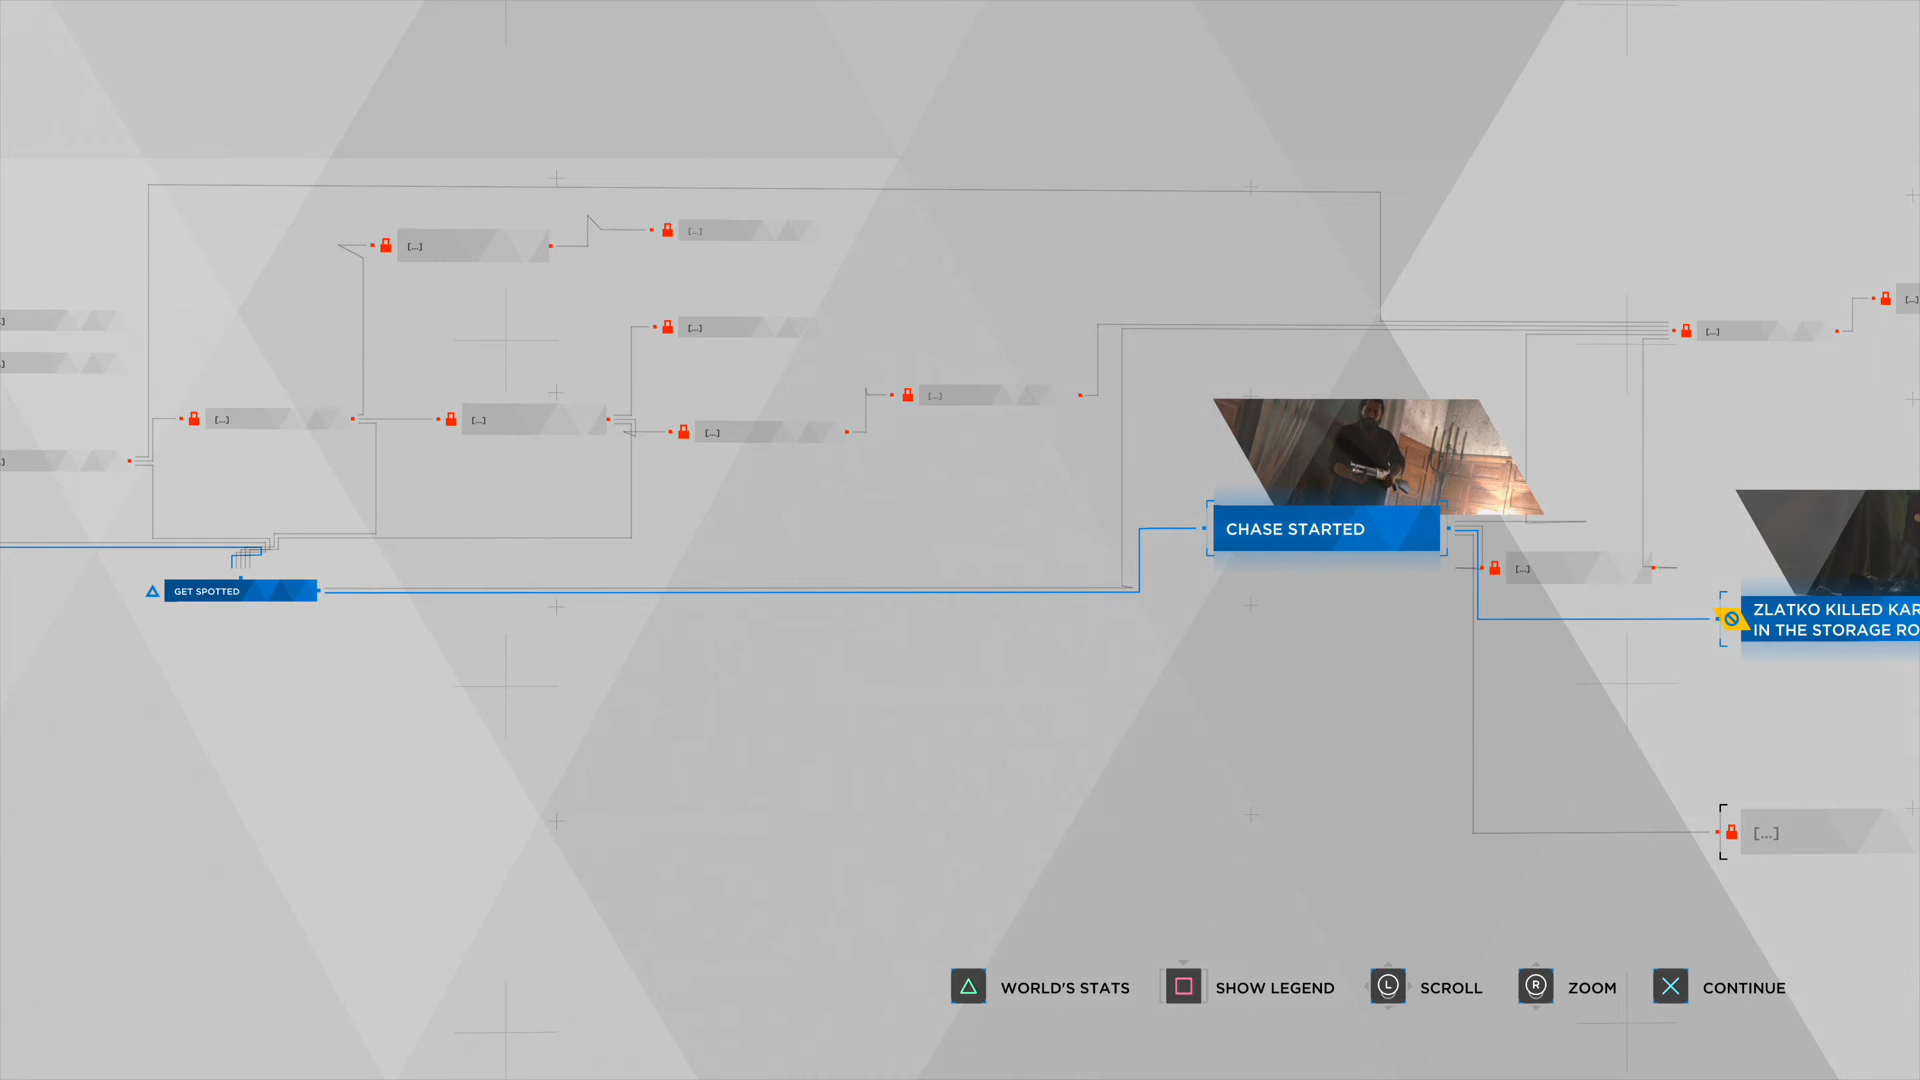 [...]
[...]
[...]
[...]
]
[...]
]
[...]
[...]
[...]
[...]
]
CHASE STARTED
[...]
GET SPOTTED
ZLATKO KILLED KAR
IN THE STORAGE RO
[...]
WORLD'S STATS
SHOW LEGEND
L
SCROLL
R
ZOOM
CONTINUE